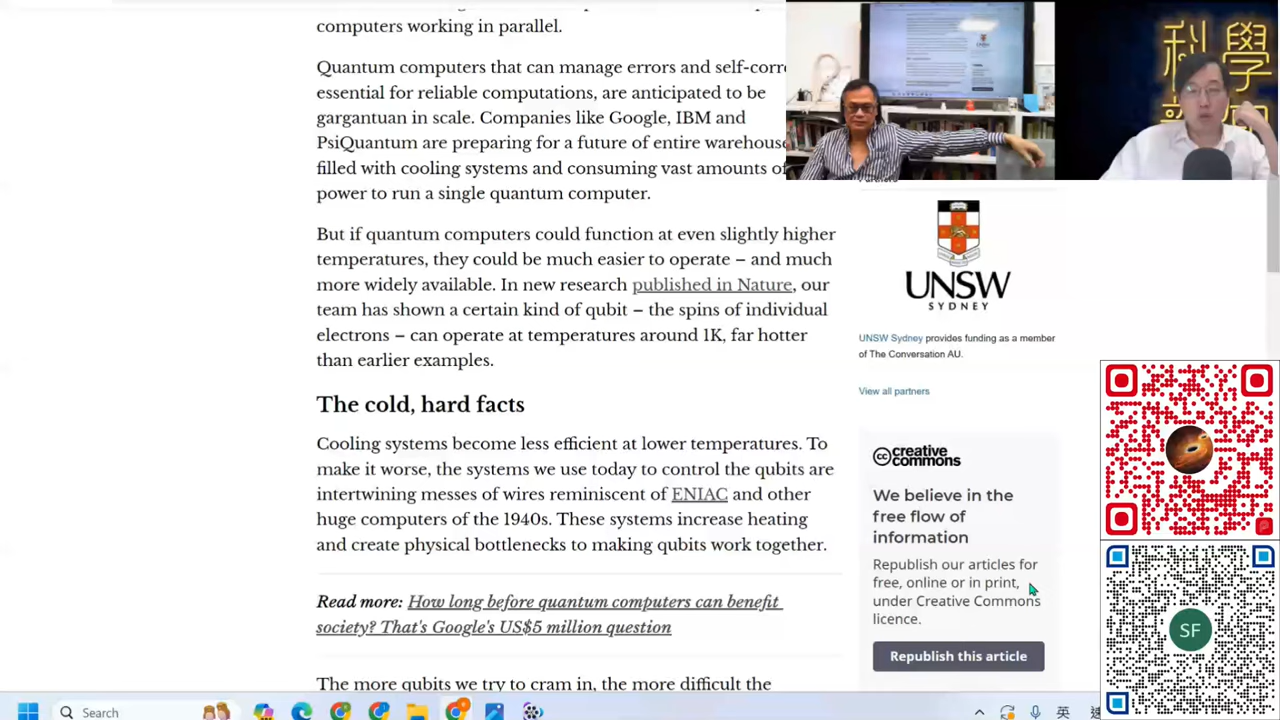 computers working in parallel.
Quantum computers that can manage errors and self-corre
essential for reliable computations, are anticipated to be
gargantuan in scale. Companies like Google, IBM and
PsiQuantum are preparing for a future of entire warehouse
filled with cooling systems and consuming vast amounts of
power to run a single quantum computer.
But if quantum computers could function at even slightly higher
temperatures, they could be much easier to operate – and much
more widely available. In new research published in Nature, our
team has shown a certain kind of qubit – the spins of individual
electrons – can operate at temperatures around 1K, far hotter
than earlier examples.
The cold, hard facts
Cooling systems become less efficient at lower temperatures. To
make it worse, the systems we use today to control the qubits are
intertwining messes of wires reminiscent of ENIAC and other
huge computers of the 1940s. These systems increase heating
and create physical bottlenecks to making qubits work together.
Read more: How long before quantum computers can benefit
society? That's Google's US$5 million question
The more qubits we try to cram in, the more difficult the
科學
Partners
UNSW
SYDNEY
UNSW Sydney provides funding as a member
of The Conversation AU.
View all partners
cc creative
commons
We believe in the
free flow of
information
Republish our articles for
free, online or in print,
under Creative Commons
licence.
Republish this article
SF
Search
英